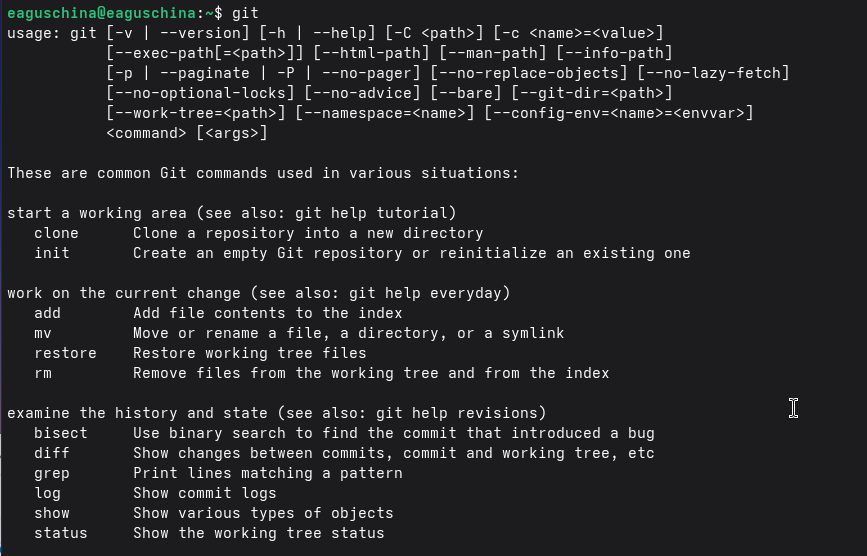 eaguschina@eaguschina:~$ git
usage: git [-v | --version] [-h | --help] [-C <path>] [-c <name>=<value>]
           [--exec-path[=<path>]] [--html-path] [--man-path] [--info-path]
           [-p | --paginate | -P | --no-pager] [--no-replace-objects] [--no-lazy-fetch]
           [--no-optional-locks] [--no-advice] [--bare] [--git-dir=<path>]
           [--work-tree=<path>] [--namespace=<name>] [--config-env=<name>=<envvar>]
           <command> [<args>]

These are common Git commands used in various situations:

start a working area (see also: git help tutorial)
   clone      Clone a repository into a new directory
   init       Create an empty Git repository or reinitialize an existing one

work on the current change (see also: git help everyday)
   add        Add file contents to the index
   mv         Move or rename a file, a directory, or a symlink
   restore    Restore working tree files
   rm         Remove files from the working tree and from the index

examine the history and state (see also: git help revisions)
   bisect     Use binary search to find the commit that introduced a bug
   diff       Show changes between commits, commit and working tree, etc
   grep       Print lines matching a pattern
   log        Show commit logs
   show       Show various types of objects
   status     Show the working tree status